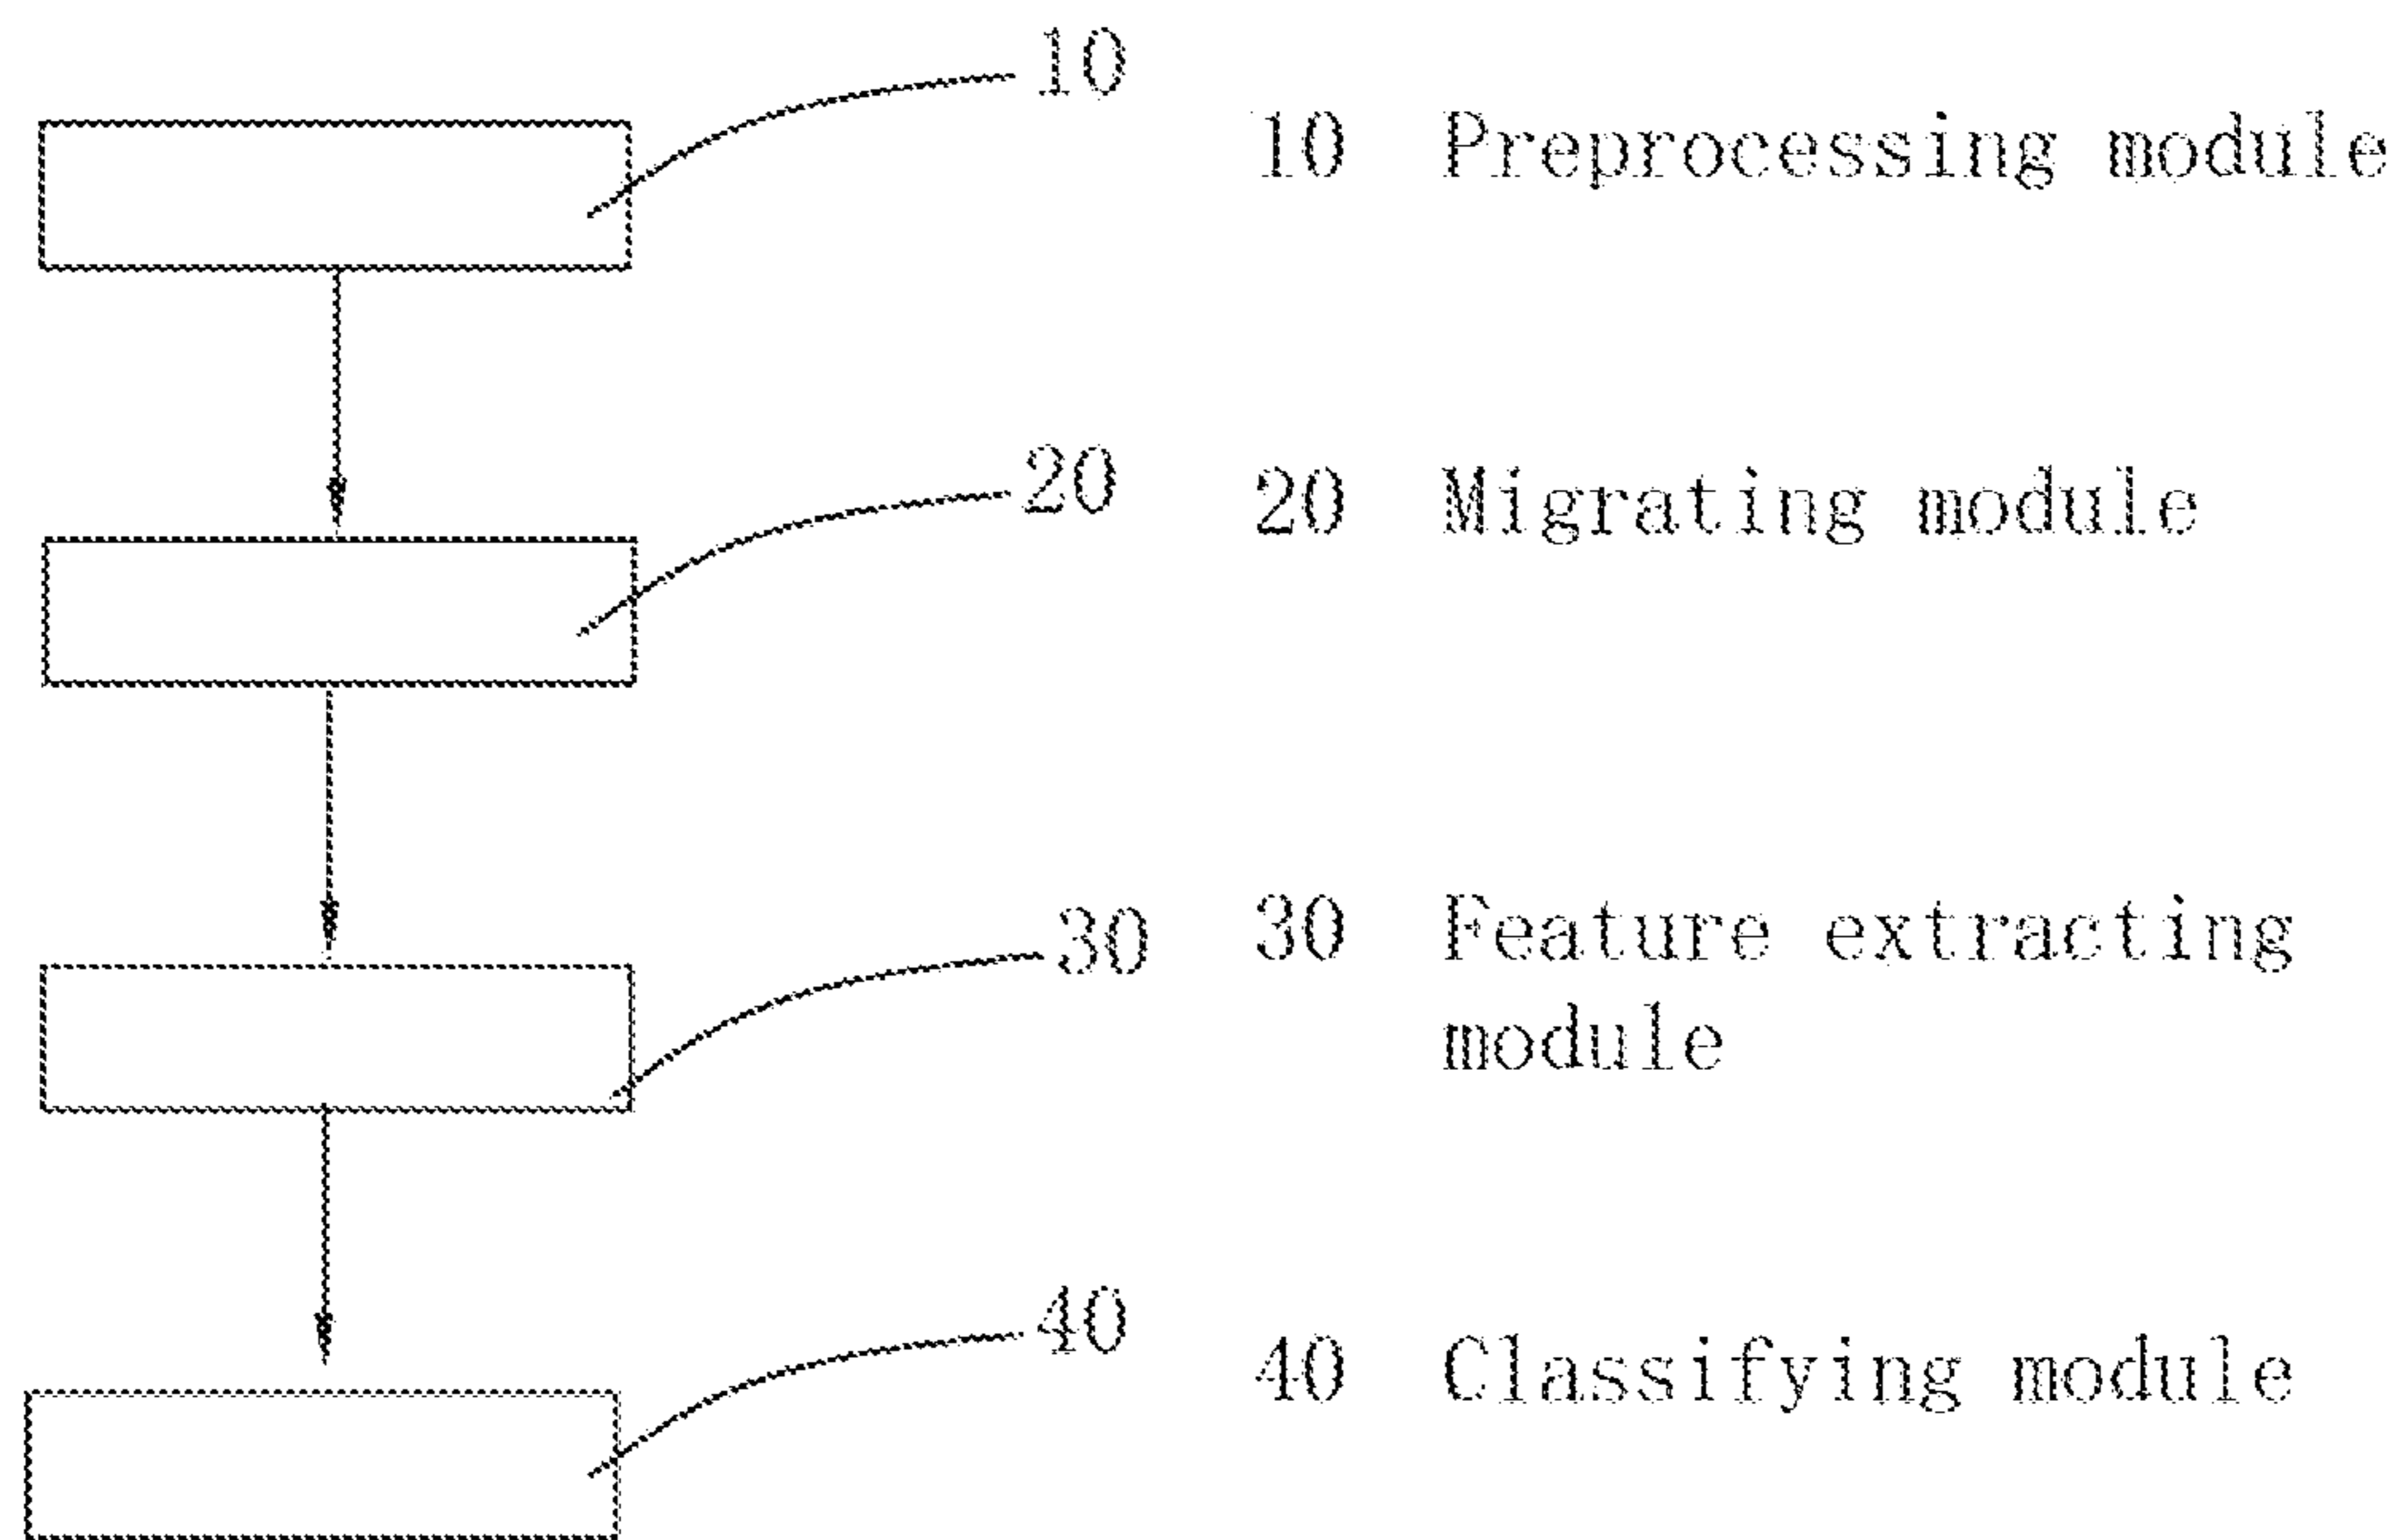 10
10 Preprocessing module
20
20 Migrating module
30
30 Feature extracting
module
40
40 Classifying module